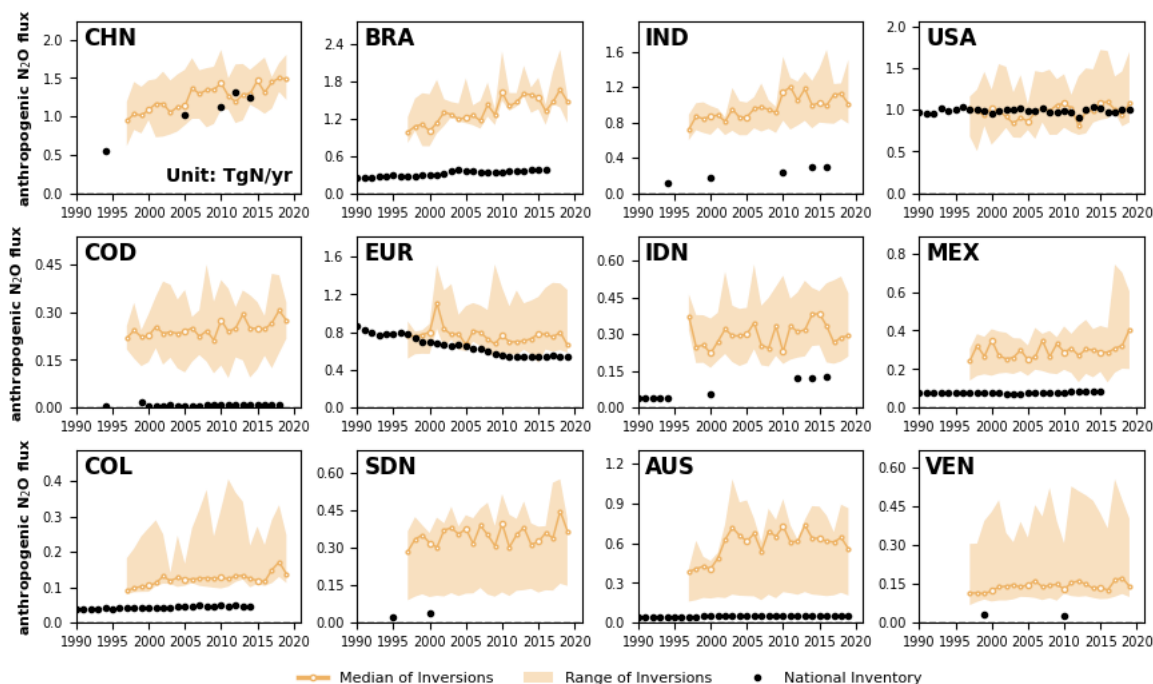 anthropogenic N₂O flux
CHN
2.0
1.5
1.0
0.5
0.0
Unit: TgN/yr
1990 1995 2000 2005 2010 2015 2020
BRA
2.4
1.8
1.2
0.6
0.0
1990 1995 2000 2005 2010 2015 2020
IND
1.6
1.2
0.8
0.4
0.0
1990 1995 2000 2005 2010 2015 2020
USA
2.0
1.5
1.0
0.5
0.0
1990 1995 2000 2005 2010 2015 2020
anthropogenic N₂O flux
COD
0.45
0.30
0.15
0.00
1990 1995 2000 2005 2010 2015 2020
EUR
1.6
1.2
0.8
0.4
0.0
1990 1995 2000 2005 2010 2015 2020
IDN
0.60
0.45
0.30
0.15
0.00
1990 1995 2000 2005 2010 2015 2020
MEX
0.8
0.6
0.4
0.2
0.0
1990 1995 2000 2005 2010 2015 2020
anthropogenic N₂O flux
COL
0.4
0.3
0.2
0.1
0.0
1990 1995 2000 2005 2010 2015 2020
SDN
0.60
0.45
0.30
0.15
0.00
1990 1995 2000 2005 2010 2015 2020
AUS
1.2
0.9
0.6
0.3
0.0
1990 1995 2000 2005 2010 2015 2020
VEN
0.60
0.45
0.30
0.15
0.00
1990 1995 2000 2005 2010 2015 2020
Median of Inversions Range of Inversions National Inventory